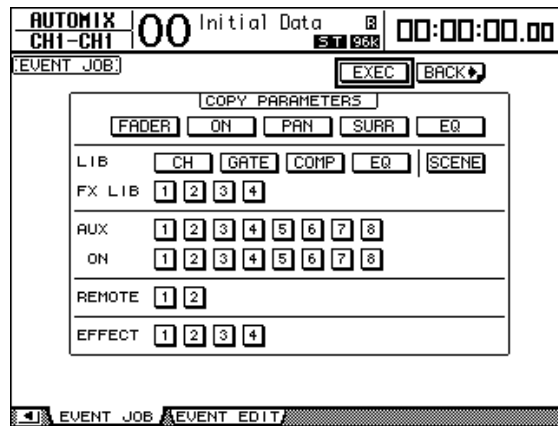 AUTOMIX 00 Initial Data R 00:00:00.00
CH1-CH1 ST 96k
EVENT JOB EXEC BACK
COPY PARAMETERS
FADER ON PAN SURR EQ
LIB CH GATE COMP EQ SCENE
FX LIB 1 2 3 4
AUX 1 2 3 4 5 6 7 8
ON 1 2 3 4 5 6 7 8
REMOTE 1 2
EFFECT 1 2 3 4
EVENT JOB EVENT EDIT